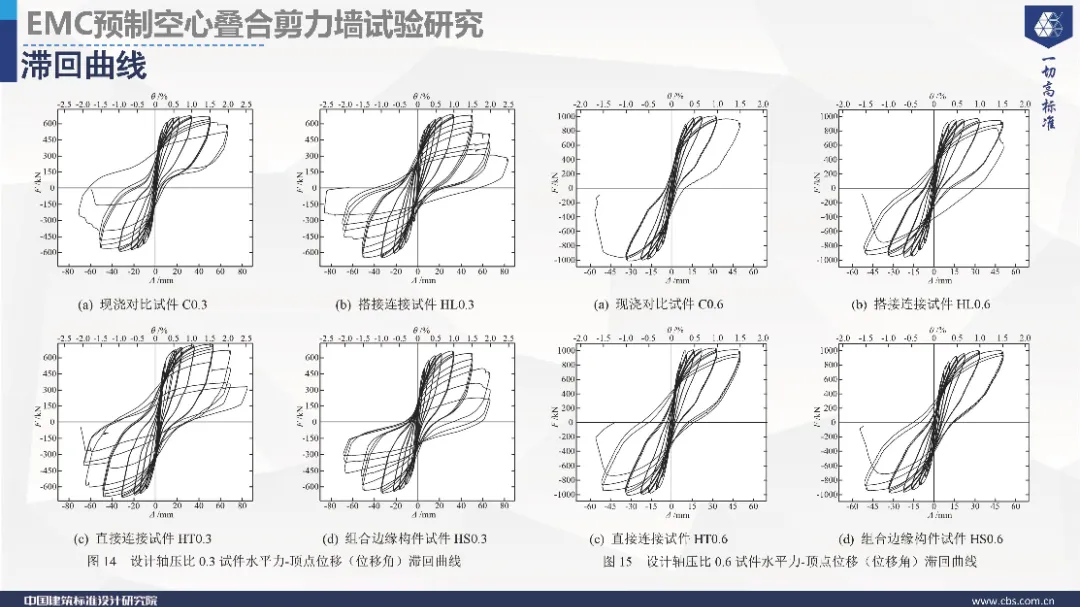 EMC预制空心叠合剪力墙试验研究
滞回曲线
一切高标准
θ/%
-2.5 -2.0 -1.5 -1.0 -0.5 0 0.5 1.0 1.5 2.0 2.5
600
450
300
150
0
-150
-300
-450
-600
F/kN
-80 -60 -40 -20 0 20 40 60 80
Δ/mm
(a) 现浇对比试件 C0.3
θ/%
-2.5 -2.0 -1.5 -1.0 -0.5 0 0.5 1.0 1.5 2.0 2.5
600
450
300
150
0
-150
-300
-450
-600
F/kN
-80 -60 -40 -20 0 20 40 60 80
Δ/mm
(b) 搭接连接试件 HL0.3
θ/%
-2.0 -1.5 -1.0 -0.5 0 0.5 1.0 1.5 2.0
1000
800
600
400
200
0
-200
-400
-600
-800
-1000
F/kN
-60 -45 -30 -15 0 15 30 45 60
Δ/mm
(a) 现浇对比试件 C0.6
θ/%
-2.0 -1.5 -1.0 -0.5 0 0.5 1.0 1.5 2.0
1000
800
600
400
200
0
-200
-400
-600
-800
-1000
F/kN
-60 -45 -30 -15 0 15 30 45 60
Δ/mm
(b) 搭接连接试件 HL0.6
θ/%
-2.5 -2.0 -1.5 -1.0 -0.5 0 0.5 1.0 1.5 2.0 2.5
600
450
300
150
0
-150
-300
-450
-600
F/kN
-80 -60 -40 -20 0 20 40 60 80
Δ/mm
(c) 直接连接试件 HT0.3
θ/%
-2.5 -2.0 -1.5 -1.0 -0.5 0 0.5 1.0 1.5 2.0 2.5
600
450
300
150
0
-150
-300
-450
-600
F/kN
-80 -60 -40 -20 0 20 40 60 80
Δ/mm
(d) 组合边缘构件试件 HS0.3
θ/%
-2.0 -1.5 -1.0 -0.5 0 0.5 1.0 1.5 2.0
1000
800
600
400
200
0
-200
-400
-600
-800
-1000
F/kN
-60 -45 -30 -15 0 15 30 45 60
Δ/mm
(c) 直接连接试件 HT0.6
θ/%
-2.0 -1.5 -1.0 -0.5 0 0.5 1.0 1.5 2.0
1000
800
600
400
200
0
-200
-400
-600
-800
-1000
F/kN
-60 -45 -30 -15 0 15 30 45 60
Δ/mm
(d) 组合边缘构件试件 HS0.6
图 14 设计轴压比 0.3 试件水平力-顶点位移（位移角）滞回曲线
图 15 设计轴压比 0.6 试件水平力-顶点位移（位移角）滞回曲线
中国建筑标准设计研究院
www.cbs.com.cn